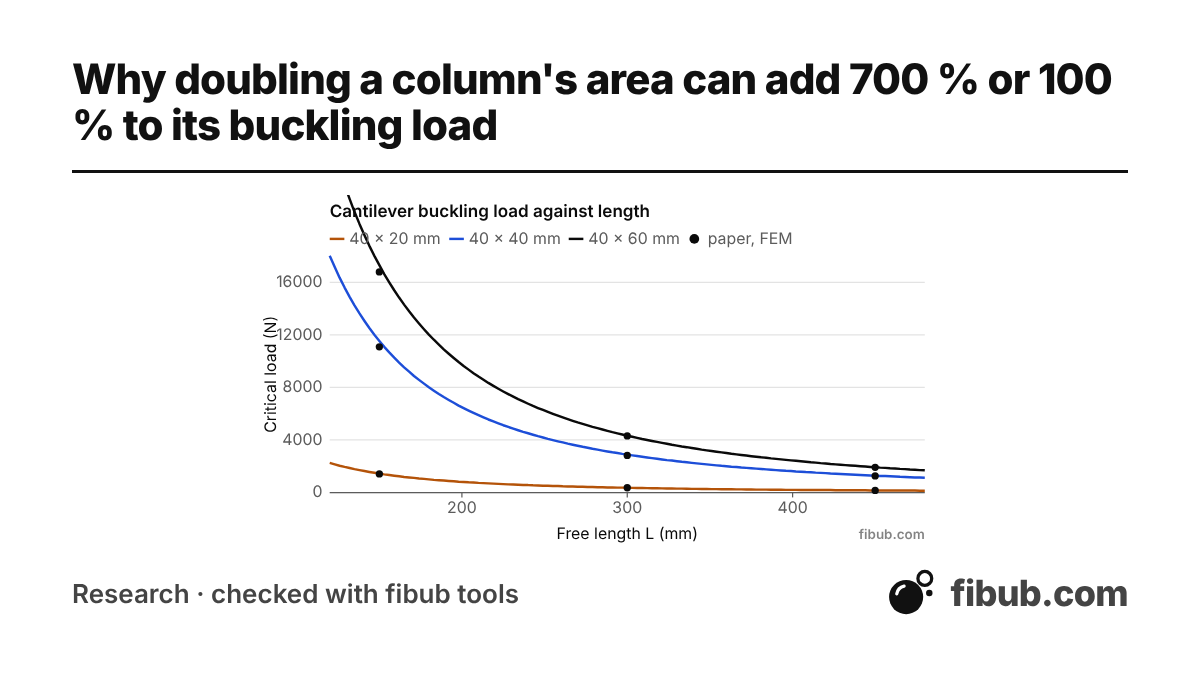 Why doubling a column's area can add 700 % or 100
% to its buckling load
Cantilever buckling load against length
40 × 20 mm 40 × 40 mm 40 × 60 mm paper, FEM
16000
12000
8000
4000
0
Critical load (N)
200 300 400
Free length L (mm)
fibub.com
Research · checked with fibub tools
fibub.com